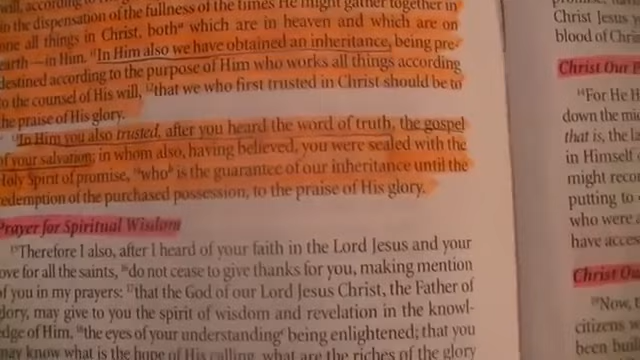 will, according to
in the dispensation of the fullness of the times He might gather together in
one all things in Christ, both* which are in heaven and which are on
earth—in Him. ¹¹In Him also we have obtained an inheritance, being pre-
destined according to the purpose of Him who works all things according
to the counsel of His will, ¹²that we who first trusted in Christ should be to
the praise of His glory.
¹³In Him you also trusted, after you heard the word of truth, the gospel
of your salvation; in whom also, having believed, you were sealed with the
Holy Spirit of promise, ¹⁴who* is the guarantee of our inheritance until the
redemption of the purchased possession, to the praise of His glory.
Prayer for Spiritual Wisdom
¹⁵Therefore I also, after I heard of your faith in the Lord Jesus and your
love for all the saints, ¹⁶do not cease to give thanks for you, making mention
of you in my prayers: ¹⁷that the God of our Lord Jesus Christ, the Father of
glory, may give to you the spirit of wisdom and revelation in the knowl-
edge of Him, ¹⁸the eyes of your understanding* being enlightened; that you
may know what is the hope of His calling, what are the riches of the glory
Christ Jesus
blood of Chri
Christ Our P
¹⁴For He H
down the mi
that is, the la
in Himself
might recon
putting to
who were a
have acces
Christ Ou
¹⁹Now, t
citizens w
been buil